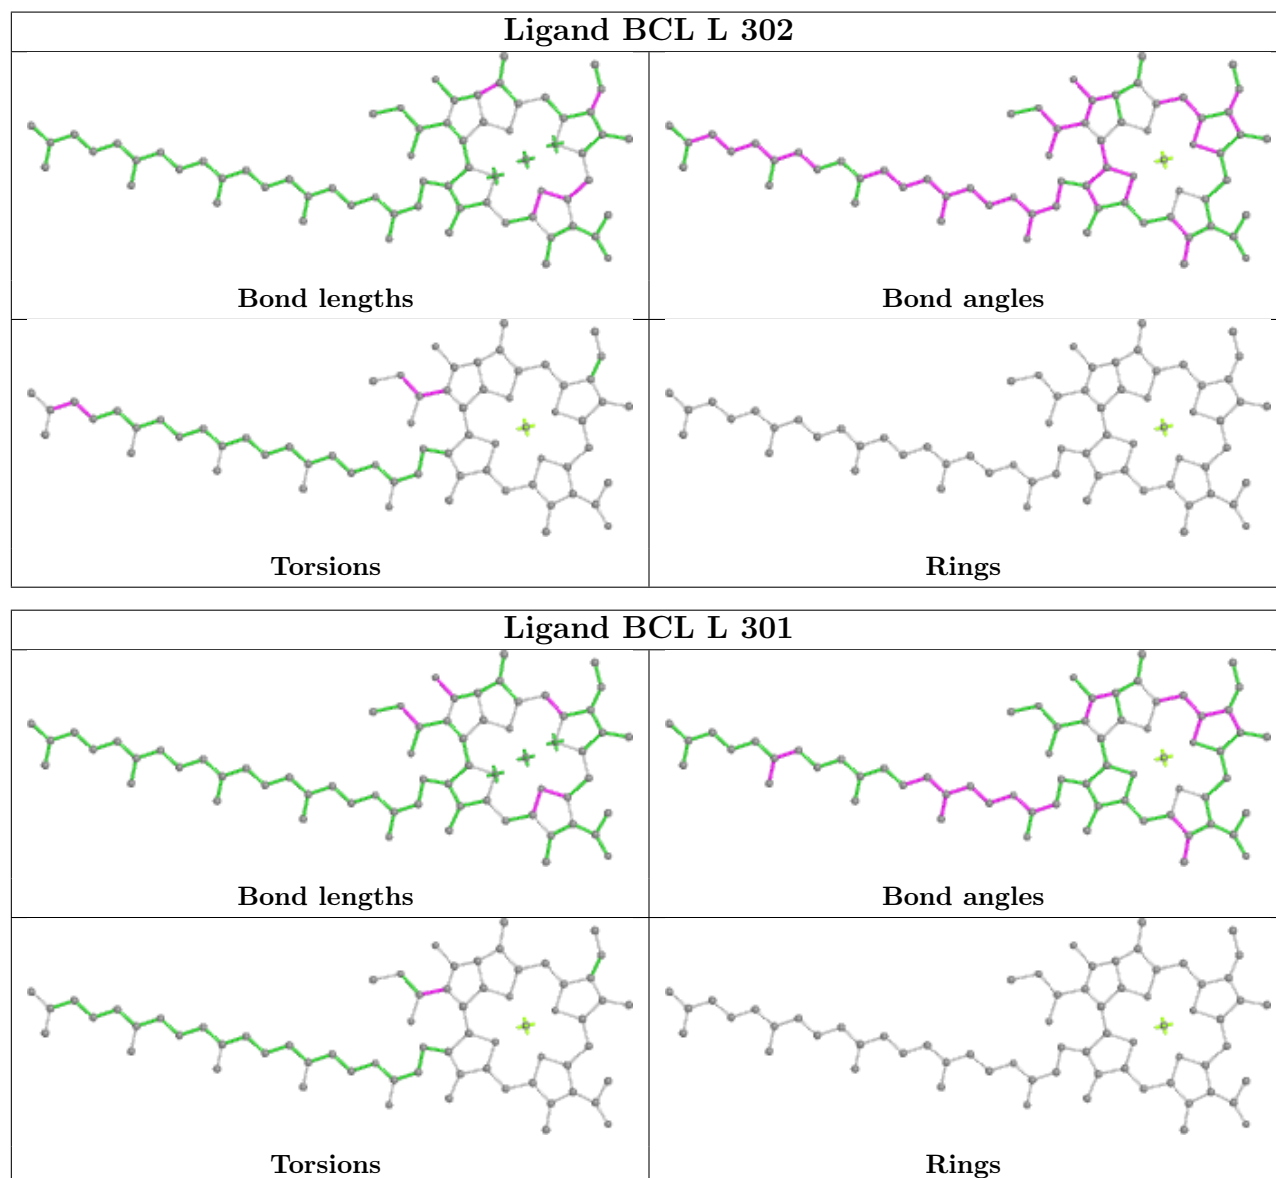 Ligand BCL L 302
Bond lengths
Bond angles
Torsions
Rings
Ligand BCL L 301
Bond lengths
Bond angles
Torsions
Rings